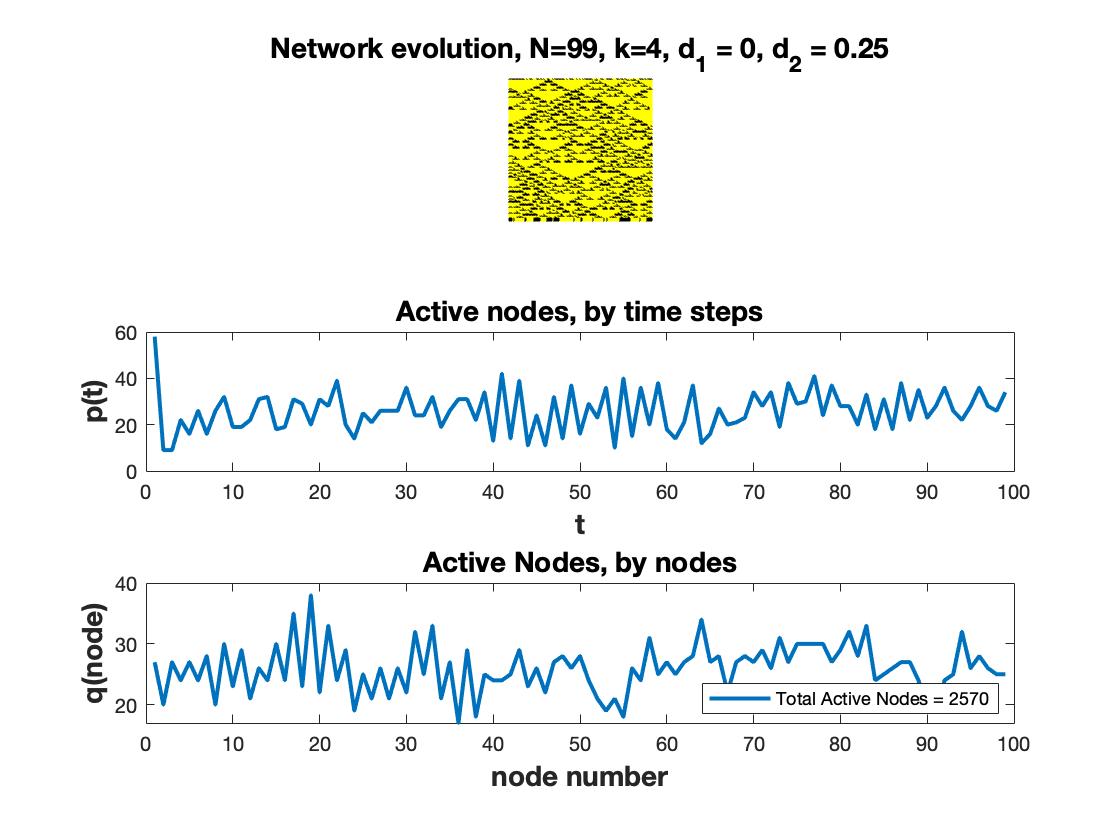 Network evolution, N=99, k=4, d1 = 0, d2 = 0.25
Active nodes, by time steps
60
40
20
0
p(t)
0 10 20 30 40 50 60 70 80 90 100
t
Active Nodes, by nodes
40
30
20
q(node)
Total Active Nodes = 2570
0 10 20 30 40 50 60 70 80 90 100
node number